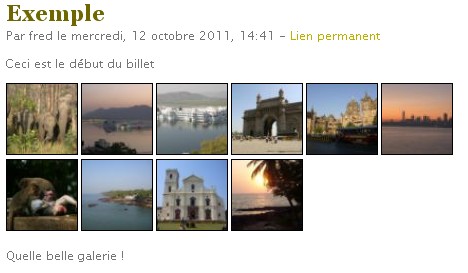 Exemple
Par fred le mercredi, 12 octobre 2011, 14:41 - Lien permanent
Ceci est le début du billet
Quelle belle galerie !